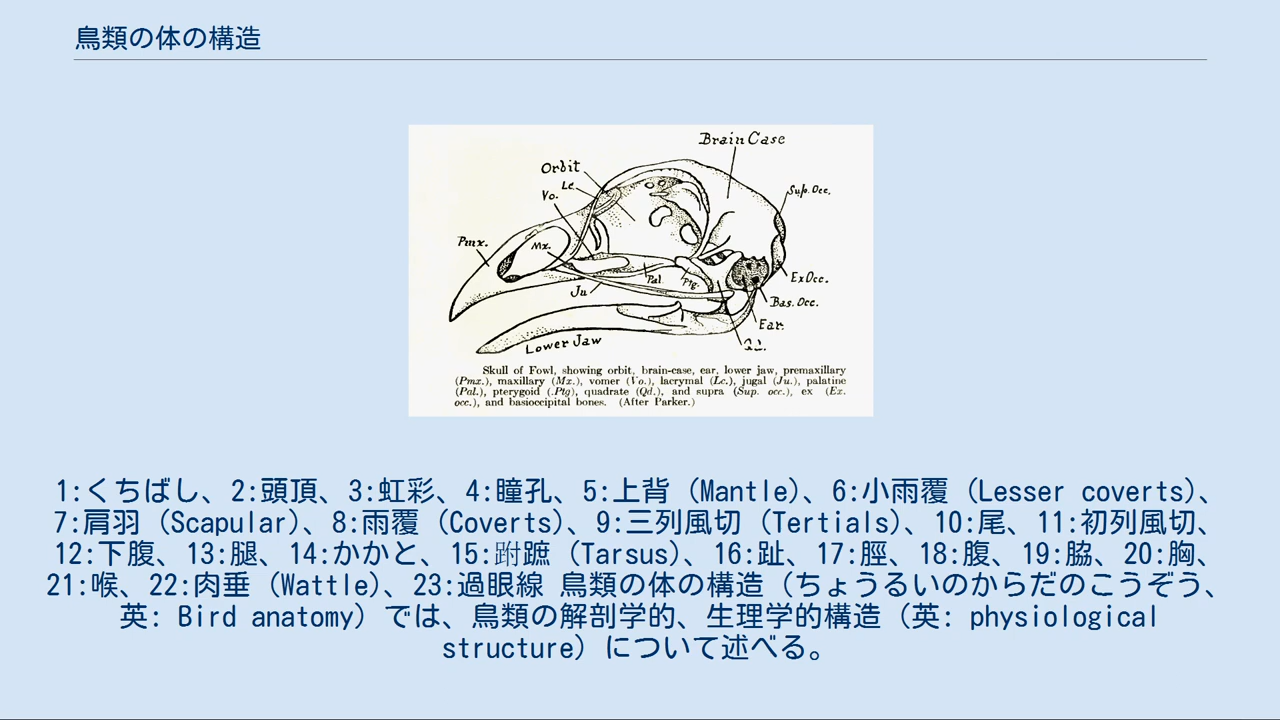 鳥類の体の構造
Brain Case
Orbit
Lc.
Vo.
Sup. Occ.
Pmx.
Mx.
Ex Occ.
Pal.
Ptg.
Ju
Bas. Occ.
Ear.
Lower Jaw
Skull of Fowl, showing orbit, brain-case, ear, lower jaw, premaxillary
(Pmx.), maxillary (Mx.), vomer (Vo.), lacrymal (Lc.), jugal (Ju.), palatine
(Pal.), pterygoid (.Ptg), quadrate (Qd.), and supra (Sup. occ.), ex (Ex.
occ.), and basioccipital bones. (After Parker.)
1:くちばし、2:頭頂、3:虹彩、4:瞳孔、5:上背（Mantle）、6:小雨覆（Lesser coverts）、
7:肩羽（Scapular）、8:雨覆（Coverts）、9:三列風切（Tertials）、10:尾、11:初列風切、
12:下腹、13:腿、14:かかと、15:跗蹠（Tarsus）、16:趾、17:脛、18:腹、19:脇、20:胸、
21:喉、22:肉垂（Wattle）、23:過眼線 鳥類の体の構造（ちょうるいのからだのこうぞう、
英: Bird anatomy）では、鳥類の解剖学的、生理学的構造（英: physiological
structure）について述べる。